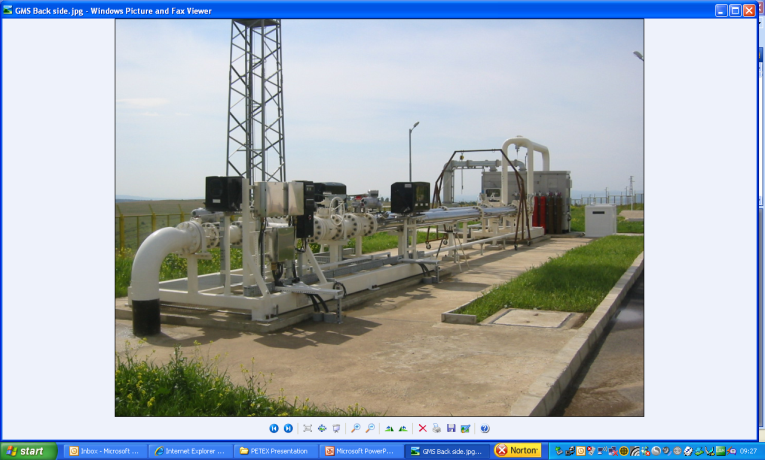 GMS Back side.jpg - Windows Picture and Fax Viewer
start
Inbox - Microsoft ...
Internet Explorer ...
PETEX Presentation
Microsoft PowerP...
GMS Back side.jpg...
Norton
09:27